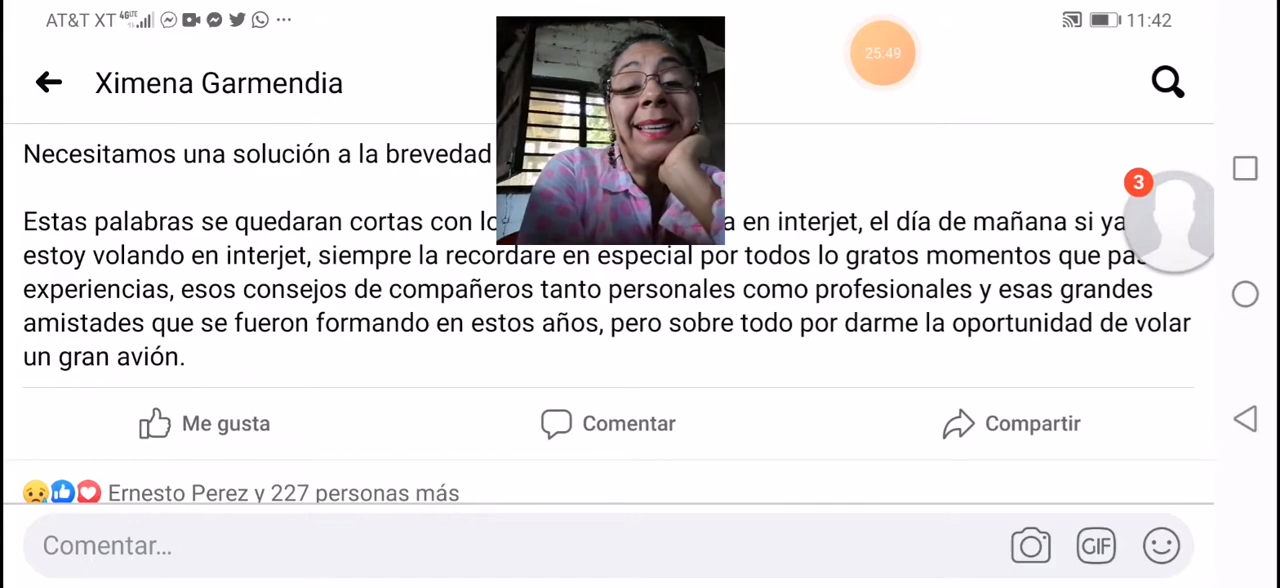 AT&T XT 4GLTE 11:42
25:49
Ximena Garmendia
Necesitamos una solución a la brevedad
3
Estas palabras se quedaran cortas con en interjet, el día de mañana si ya
estoy volando en interjet, siempre la recordare en especial por todos lo gratos momentos que
experiencias, esos consejos de compañeros tanto personales como profesionales y esas grandes
amistades que se fueron formando en estos años, pero sobre todo por darme la oportunidad de volar
un gran avión.
Me gusta Comentar Compartir
Ernesto Perez y 227 personas más
Comentar... GIF